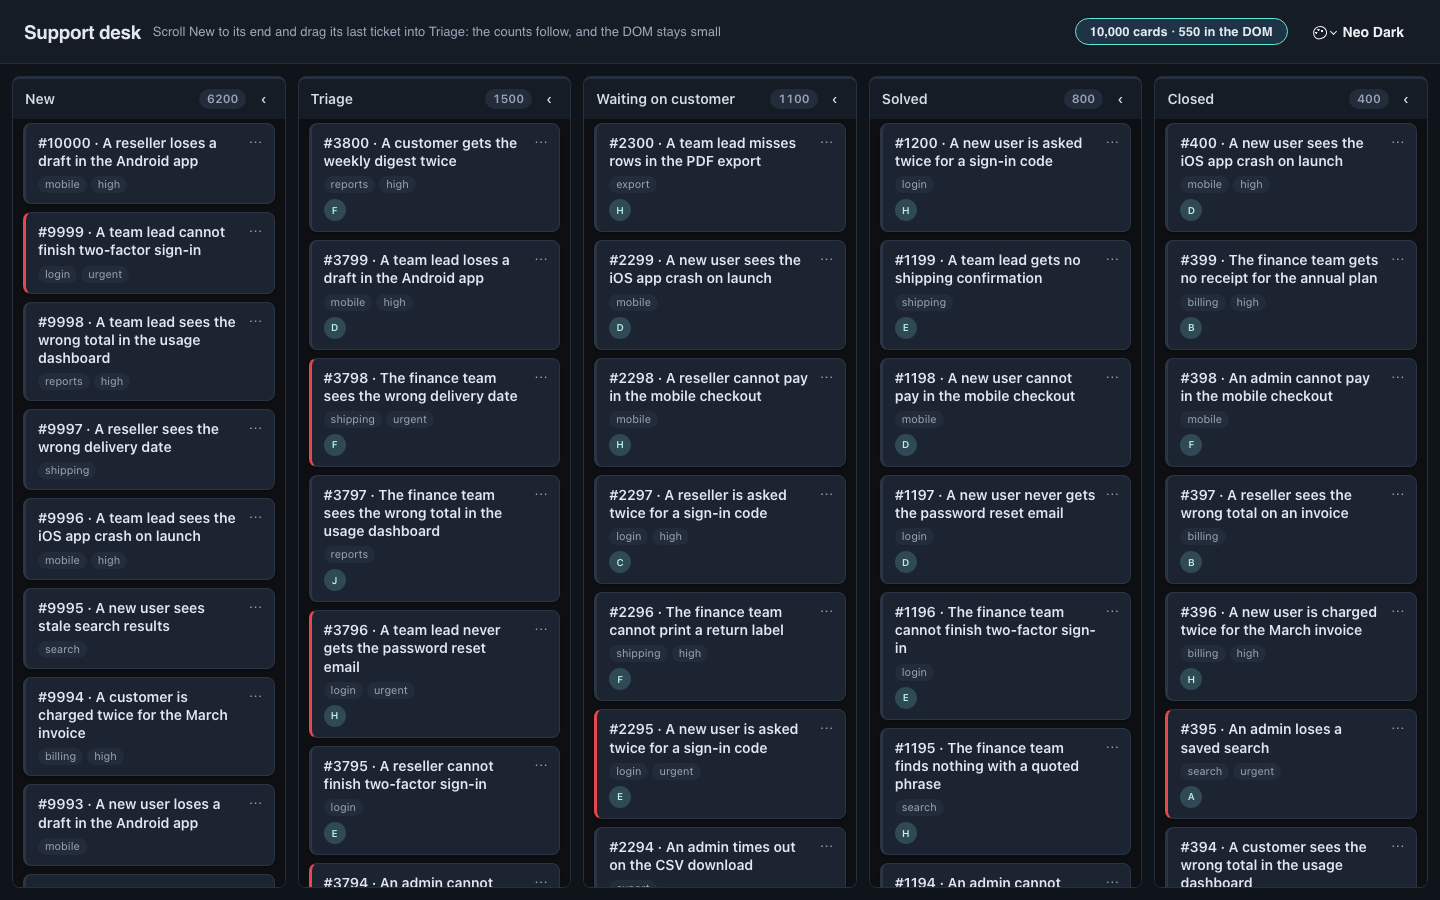 Support desk
Scroll New to its end and drag its last ticket into Triage: the counts follow, and the DOM stays small
10,000 cards · 550 in the DOM
Neo Dark
New
6200
#10000 · A reseller loses a
draft in the Android app
mobile high
#9999 · A team lead cannot
finish two-factor sign-in
login urgent
#9998 · A team lead sees the
wrong total in the usage
dashboard
reports high
#9997 · A reseller sees the
wrong delivery date
shipping
#9996 · A team lead sees the
iOS app crash on launch
mobile high
#9995 · A new user sees
stale search results
search
#9994 · A customer is
charged twice for the March
invoice
billing high
#9993 · A new user loses a
draft in the Android app
mobile
Triage
1500
#3800 · A customer gets the
weekly digest twice
reports high
F
#3799 · A team lead loses a
draft in the Android app
mobile high
D
#3798 · The finance team
sees the wrong delivery date
shipping urgent
F
#3797 · The finance team
sees the wrong total in the
usage dashboard
reports
J
#3796 · A team lead never
gets the password reset
email
login urgent
H
#3795 · A reseller cannot
finish two-factor sign-in
login
E
#3794 · An admin cannot
Waiting on customer
1100
#2300 · A team lead misses
rows in the PDF export
export
H
#2299 · A new user sees the
iOS app crash on launch
mobile
D
#2298 · A reseller cannot pay
in the mobile checkout
mobile
H
#2297 · A reseller is asked
twice for a sign-in code
login high
C
#2296 · The finance team
cannot print a return label
shipping high
F
#2295 · A new user is asked
twice for a sign-in code
login urgent
E
#2294 · An admin times out
on the CSV download
Solved
800
#1200 · A new user is asked
twice for a sign-in code
login
H
#1199 · A team lead gets no
shipping confirmation
shipping
E
#1198 · A new user cannot
pay in the mobile checkout
mobile
D
#1197 · A new user never gets
the password reset email
login
D
#1196 · The finance team
cannot finish two-factor sign-
in
login
E
#1195 · The finance team
finds nothing with a quoted
phrase
search
H
#1194 · An admin cannot
Closed
400
#400 · A new user sees the
iOS app crash on launch
mobile high
D
#399 · The finance team gets
no receipt for the annual plan
billing high
B
#398 · An admin cannot pay
in the mobile checkout
mobile
F
#397 · A reseller sees the
wrong total on an invoice
billing
B
#396 · A new user is charged
twice for the March invoice
billing high
H
#395 · An admin loses a
saved search
search urgent
A
#394 · A customer sees the
wrong total in the usage
dashboard